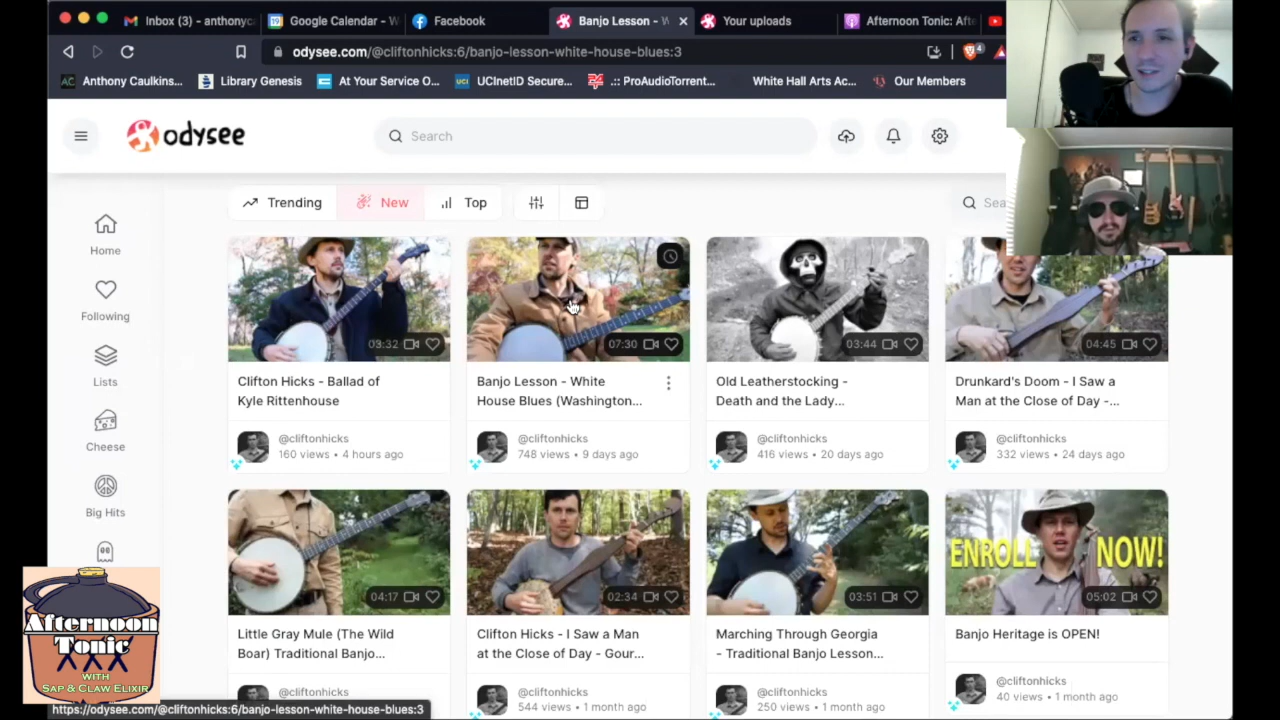 Inbox (3) - anthonyca
Google Calendar - W
Facebook
Banjo Lesson - W
Your uploads
Afternoon Tonic: Afte
odysee.com/@cliftonhicks:6/banjo-lesson-white-house-blues:3
4
Anthony Caulkins...
Library Genesis
At Your Service O...
UCInetID Secure...
.:: ProAudioTorrent...
White Hall Arts Ac...
Our Members
odysee
Search
Trending
New
Top
Sea
Home
Following
Lists
Cheese
Big Hits
03:32
07:30
03:44
04:45
Clifton Hicks - Ballad of
Kyle Rittenhouse
Banjo Lesson - White
House Blues (Washington...
Old Leatherstocking -
Death and the Lady...
Drunkard's Doom - I Saw a
Man at the Close of Day -...
@cliftonhicks
160 views • 4 hours ago
@cliftonhicks
748 views • 9 days ago
@cliftonhicks
416 views • 20 days ago
@cliftonhicks
332 views • 24 days ago
ENROLL NOW!
04:17
02:34
03:51
05:02
Little Gray Mule (The Wild
Boar) Traditional Banjo...
Clifton Hicks - I Saw a Man
at the Close of Day - Gour...
Marching Through Georgia
- Traditional Banjo Lesson...
Banjo Heritage is OPEN!
@cliftonhicks
@cliftonhicks
544 views • 1 month ago
@cliftonhicks
250 views • 1 month ago
@cliftonhicks
40 views • 1 month ago
Afternoon
Tonic
XXX
WITH
SAP & CLAW ELIXIR
https://odysee.com/@cliftonhicks:6/banjo-lesson-white-house-blues:3